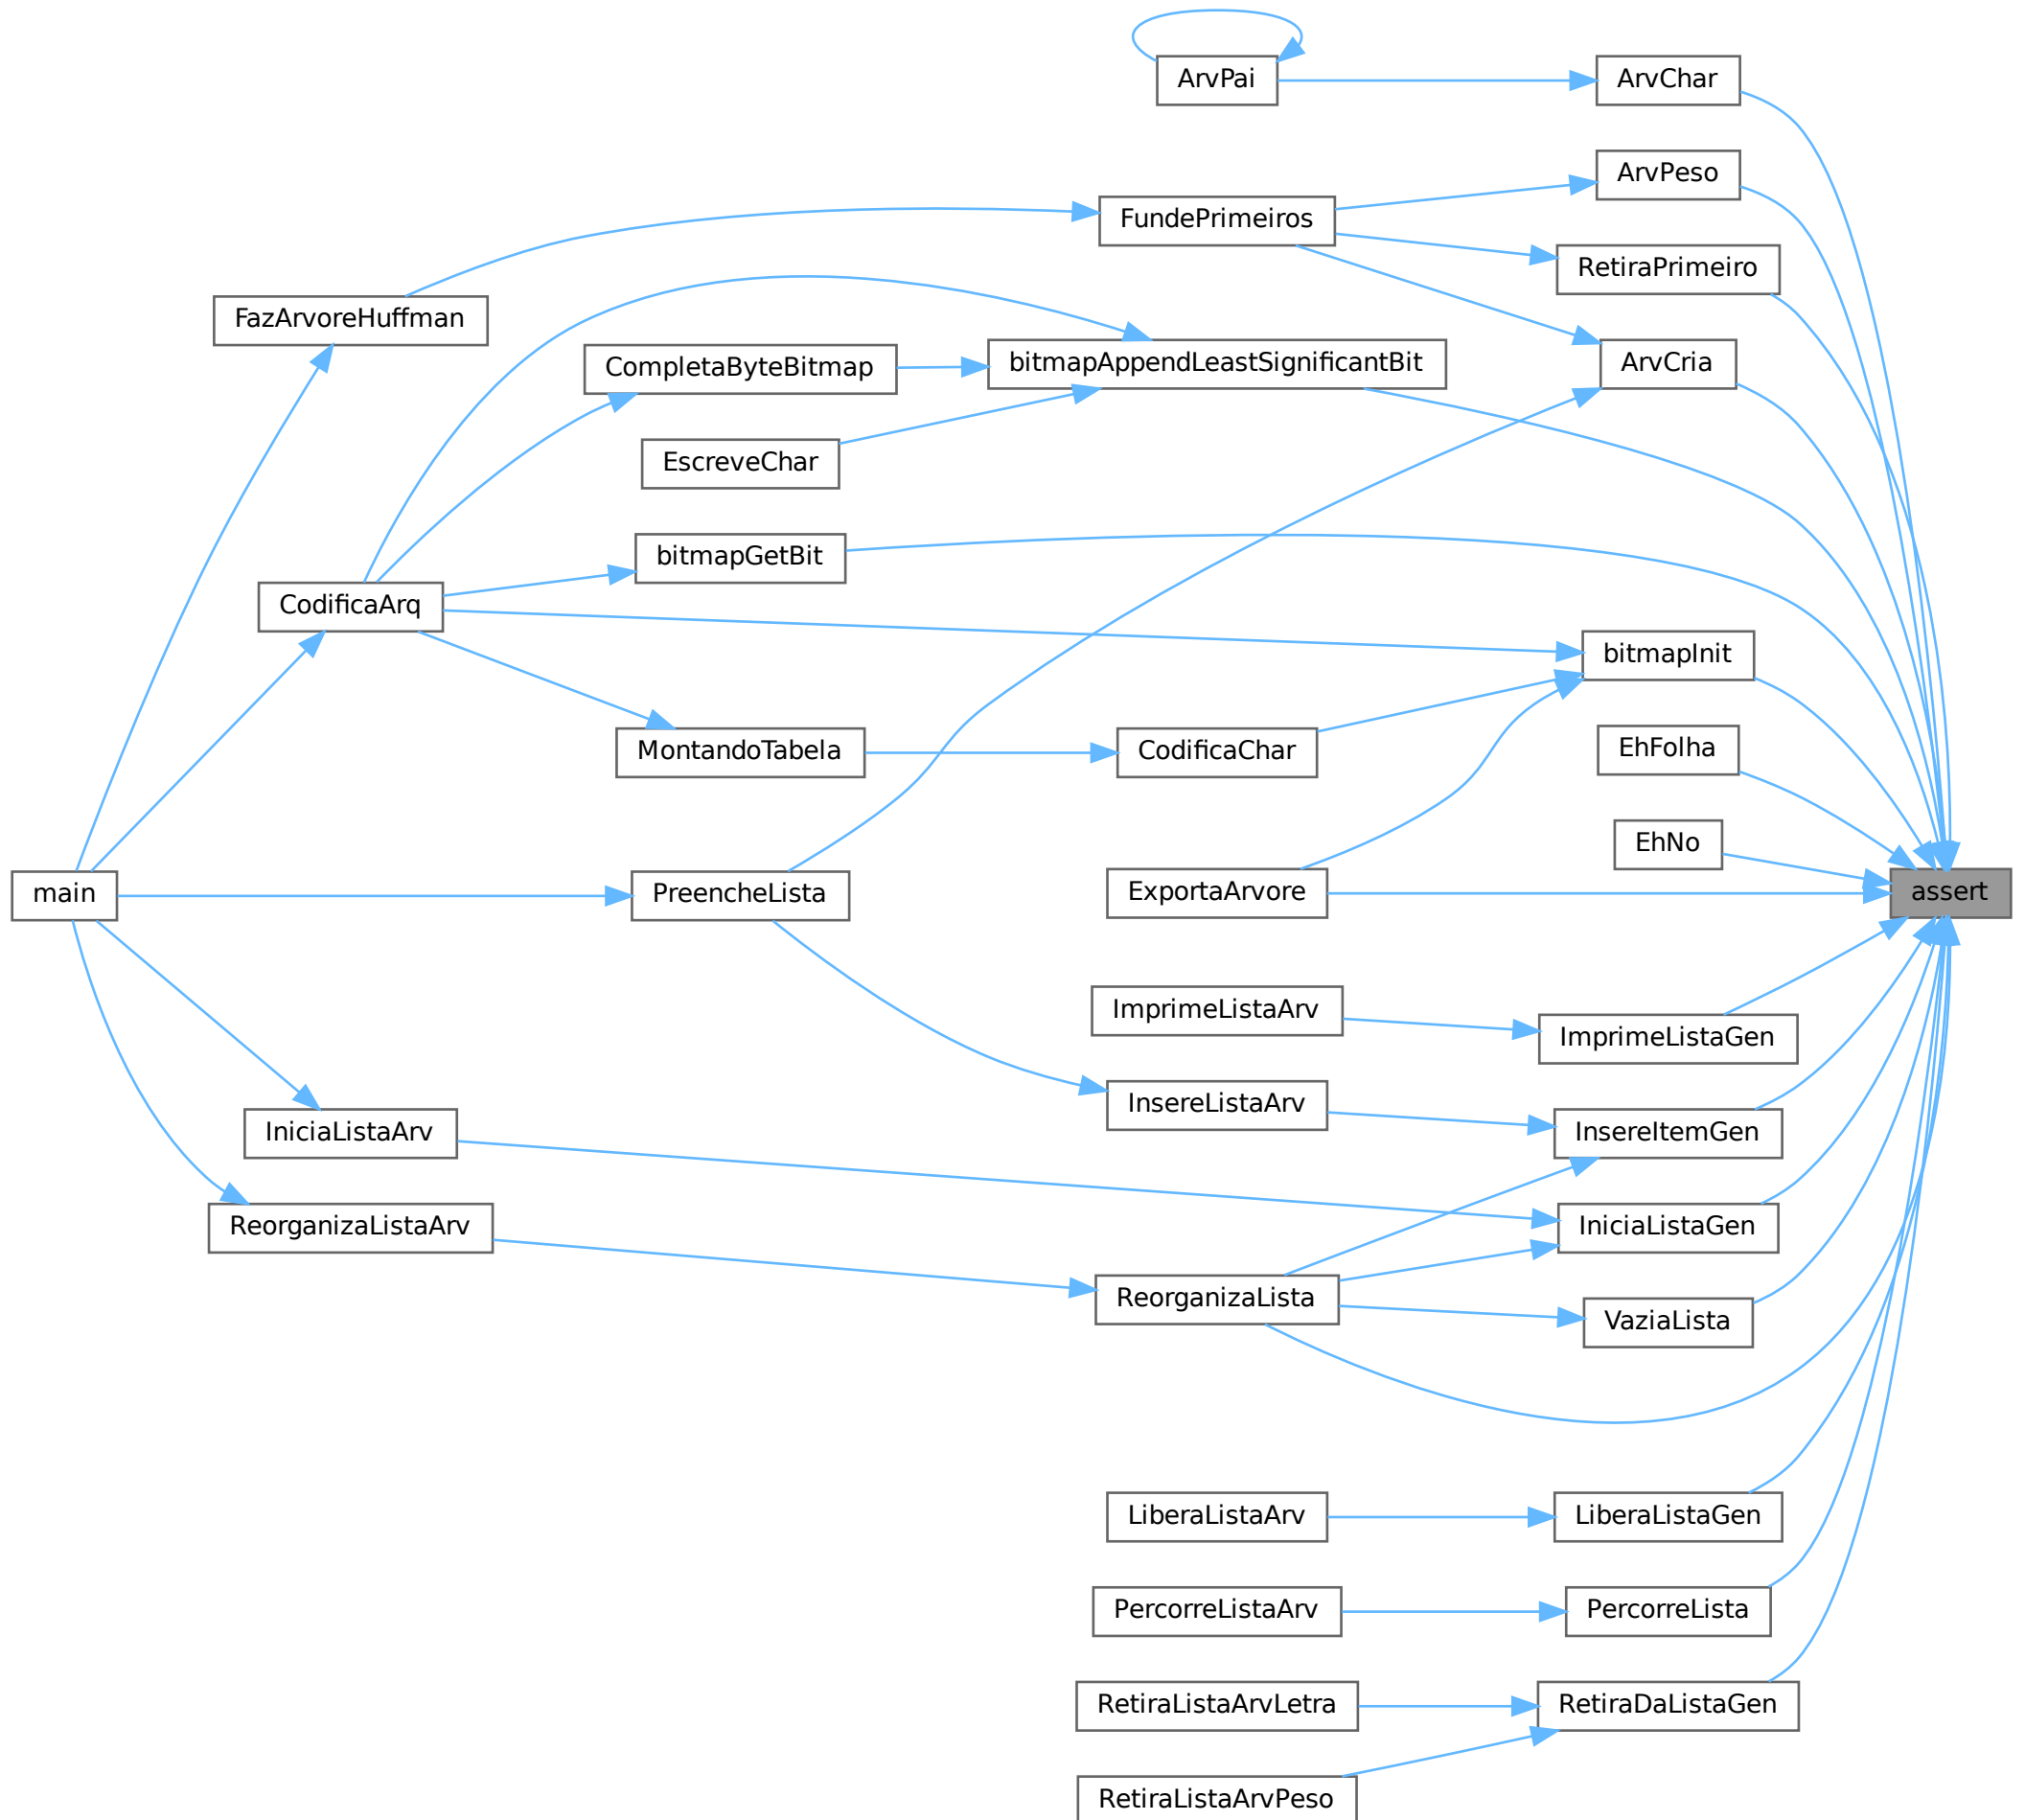 ArvPai
ArvChar
ArvPeso
FundePrimeiros
RetiraPrimeiro
FazArvoreHuffman
ArvCria
bitmapAppendLeastSignificantBit
CompletaByteBitmap
EscreveChar
bitmapGetBit
CodificaArq
bitmapInit
EhFolha
MontandoTabela
CodificaChar
EhNo
main
PreencheLista
ExportaArvore
assert
ImprimeListaArv
ImprimeListaGen
InsereListaArv
InsereItemGen
IniciaListaArv
ReorganizaListaArv
IniciaListaGen
ReorganizaLista
VaziaLista
LiberaListaArv
LiberaListaGen
PercorreListaArv
PercorreLista
RetiraListaArvLetra
RetiraDaListaGen
RetiraListaArvPeso